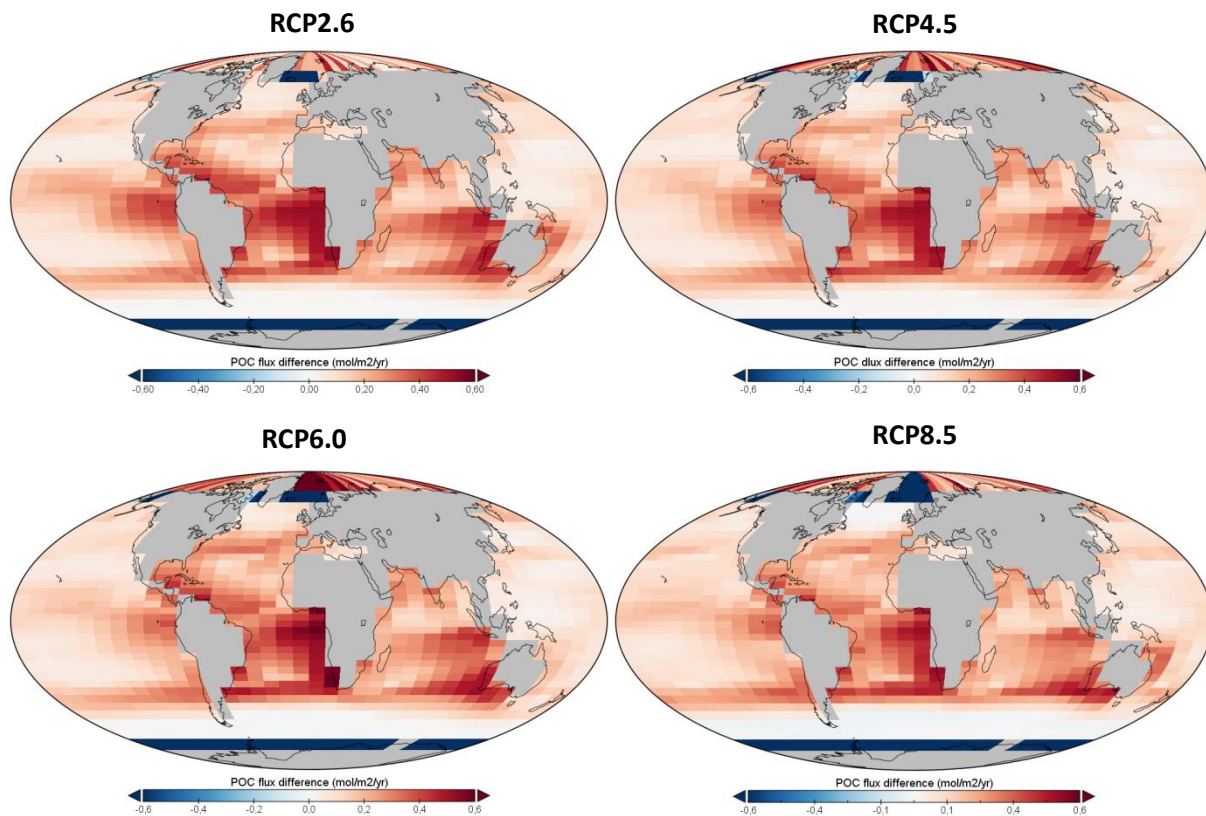 RCP2.6
RCP4.5
POC flux difference (mol/m2/yr)
-0,60 -0,40 -0,20 0,00 0,20 0,40 0,60
POC dlux difference (mol/m2/yr)
-0,6 -0,4 -0,2 0,0 0,2 0,4 0,6
RCP6.0
RCP8.5
POC flux difference (mol/m2/yr)
-0,6 -0,4 -0,2 0,0 0,2 0,4 0,6
POC flux difference (mol/m2/yr)
-0,6 -0,4 -0,1 0,1 0,4 0,6